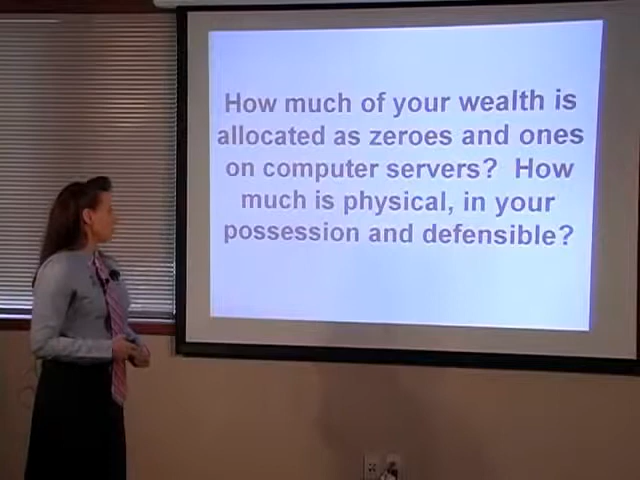 How much of your wealth is
allocated as zeroes and ones
on computer servers? How
much is physical, in your
possession and defensible?